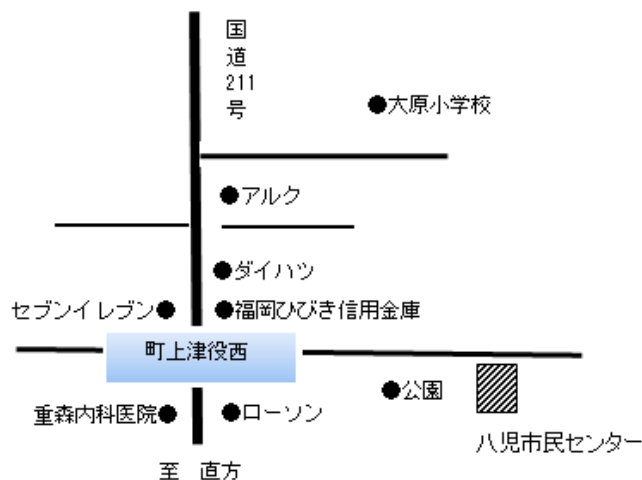 国
道
211
号
●大原小学校
●アルク
●ダイハツ
セブンイレブン●
●福岡ひびき信用金庫
町上津役西
●公園
重森内科医院●
●ローソン
八児市民センター
至 直方